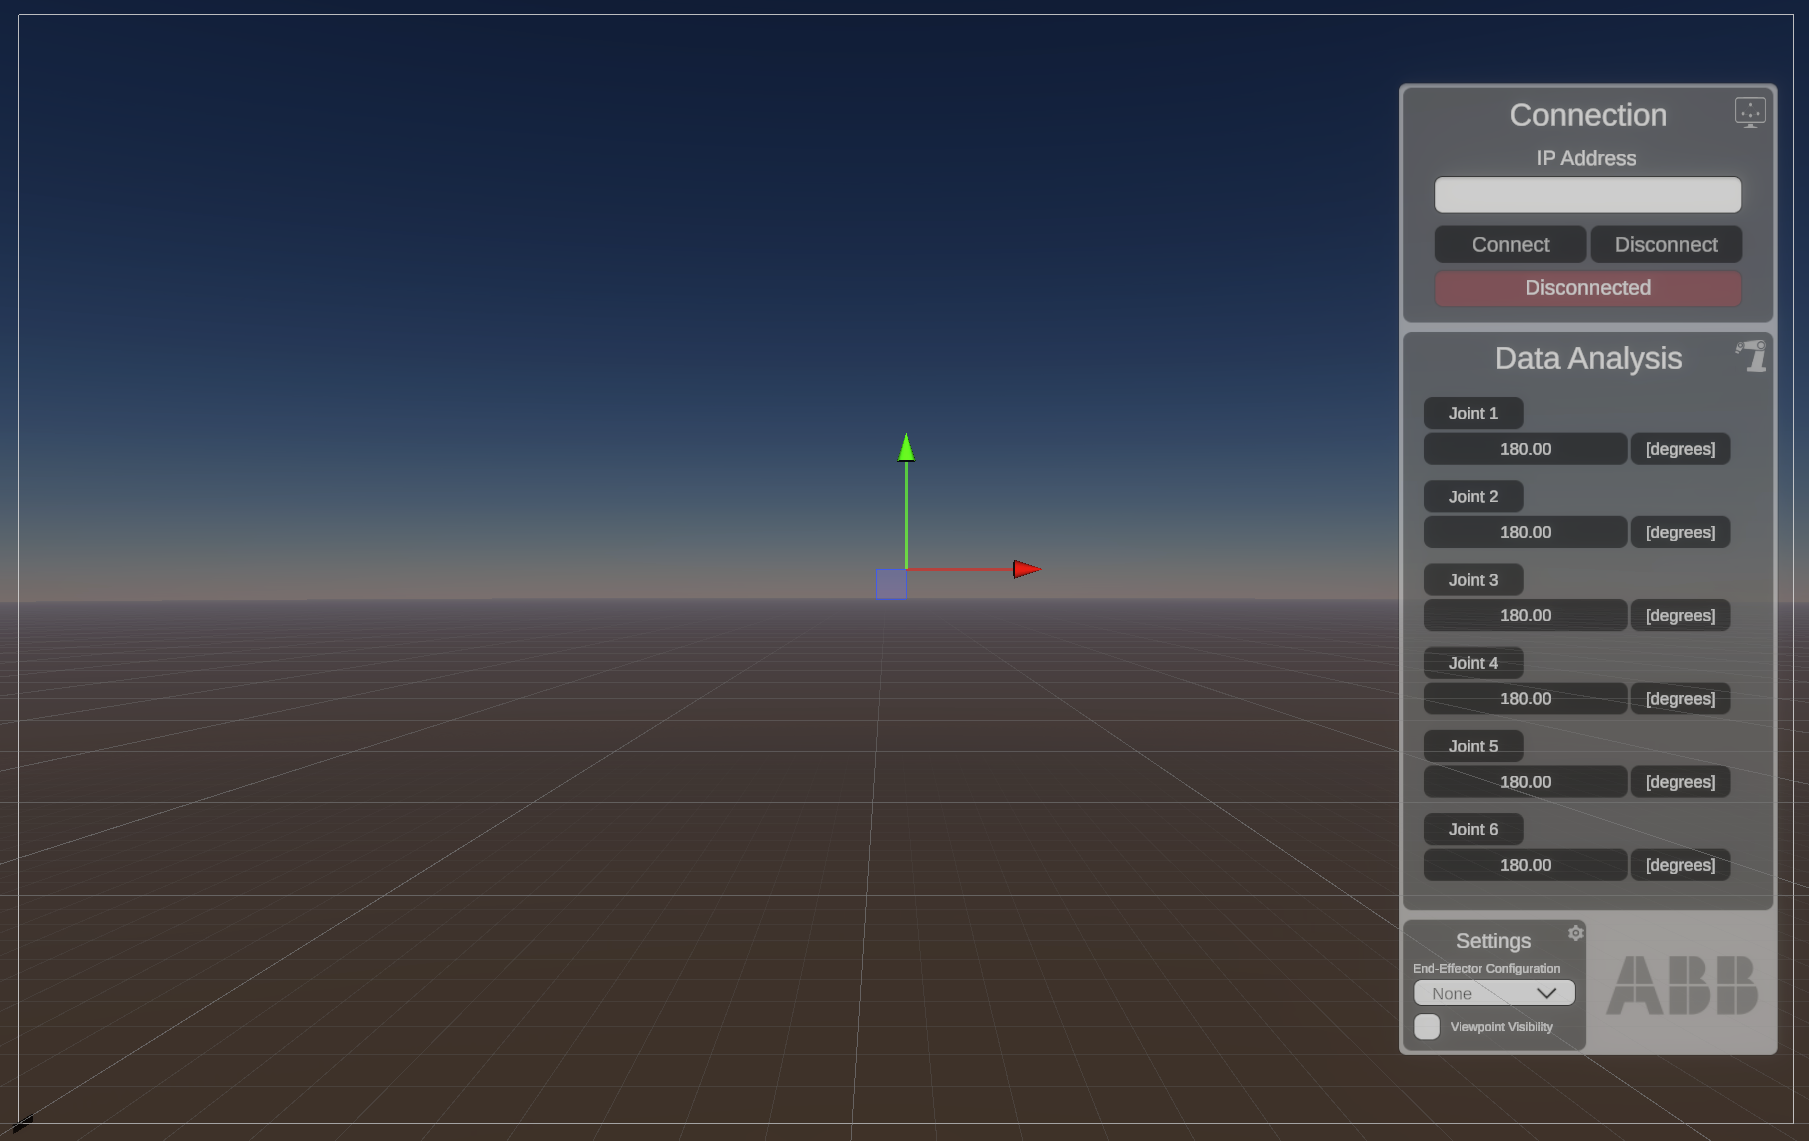 Connection
IP Address
Connect Disconnect
Disconnected
Data Analysis
Joint 1
180.00 [degrees]
Joint 2
180.00 [degrees]
Joint 3
180.00 [degrees]
Joint 4
180.00 [degrees]
Joint 5
180.00 [degrees]
Joint 6
180.00 [degrees]
Settings
End-Effector Configuration
None
Viewpoint Visibility
ABB